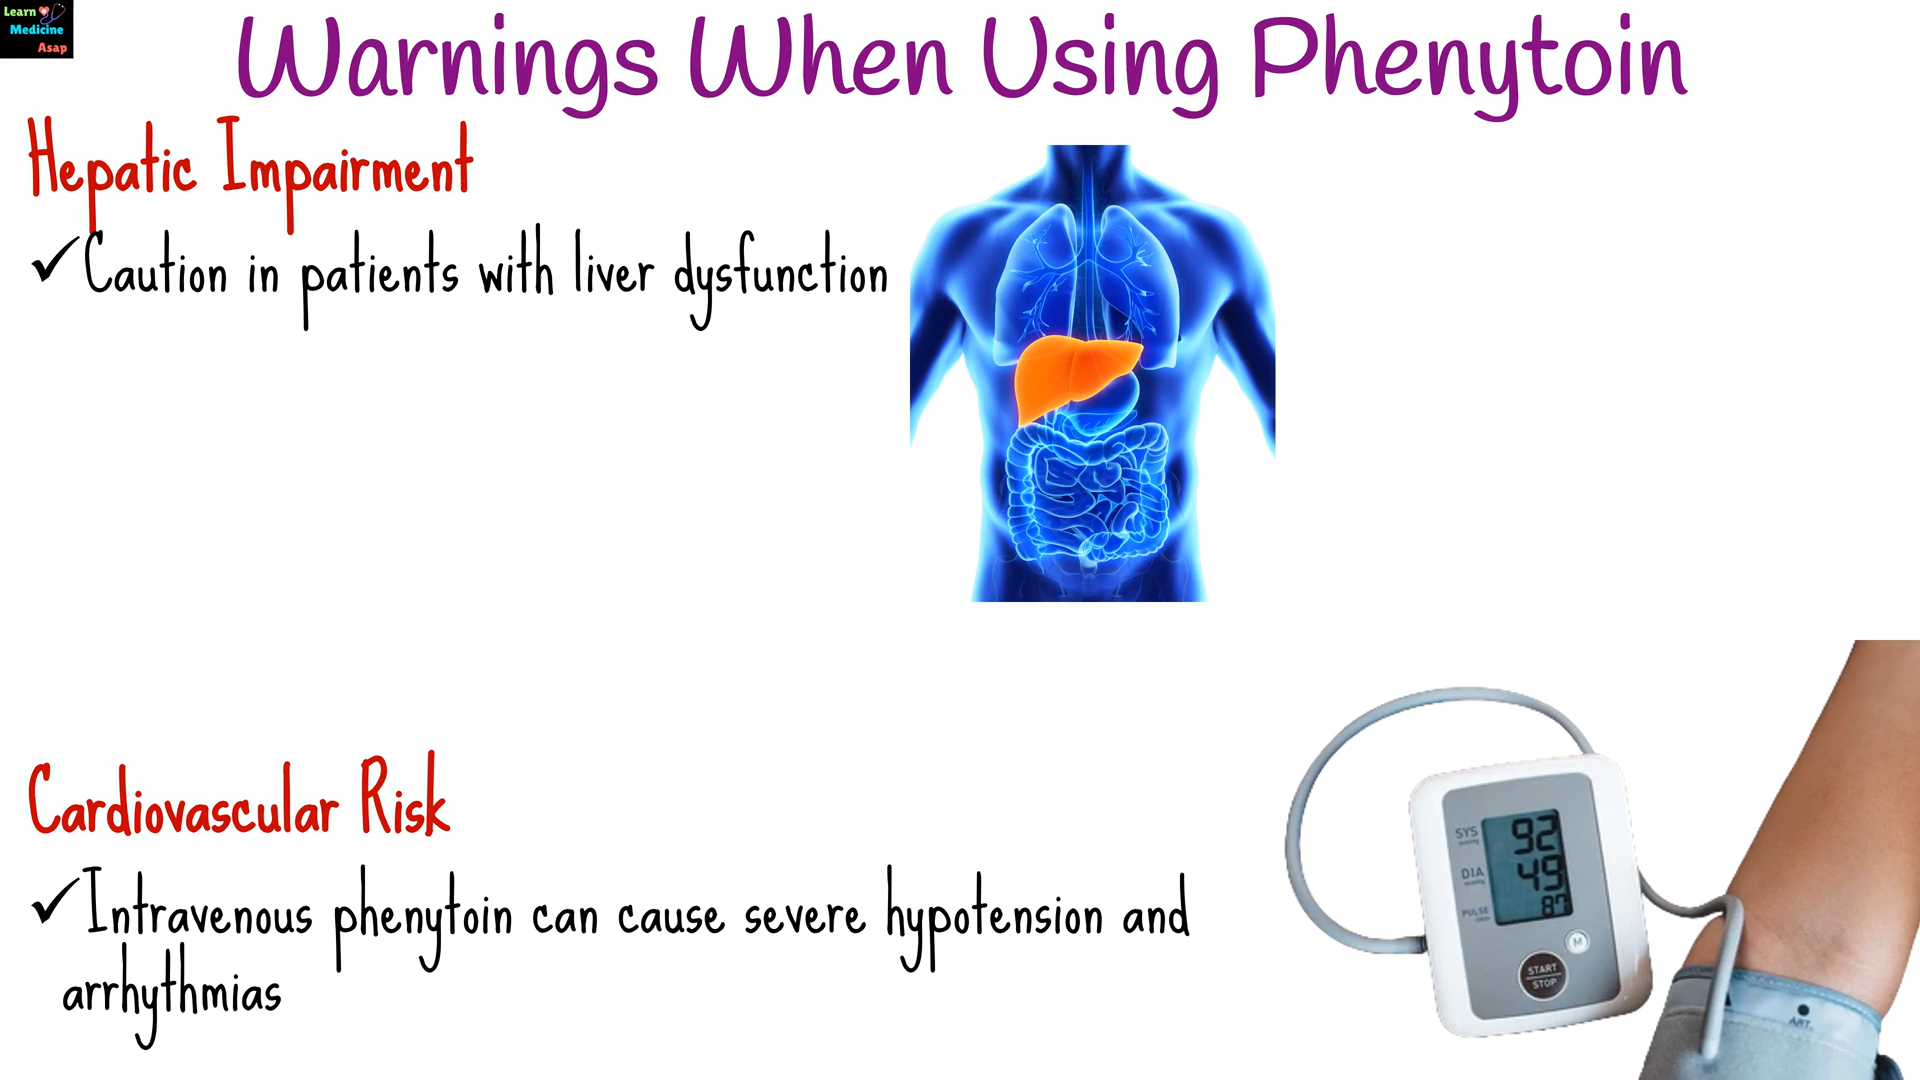 Learn
Medicine
Asap
Warnings When Using Phenytoin
Hepatic Impairment
✓Caution in patients with liver dysfunction
Cardiovascular Risk
✓Intravenous phenytoin can cause severe hypotension and
arrhythmias
SYS
92
DIA
49
PULSE
87
M
START
STOP
ART.